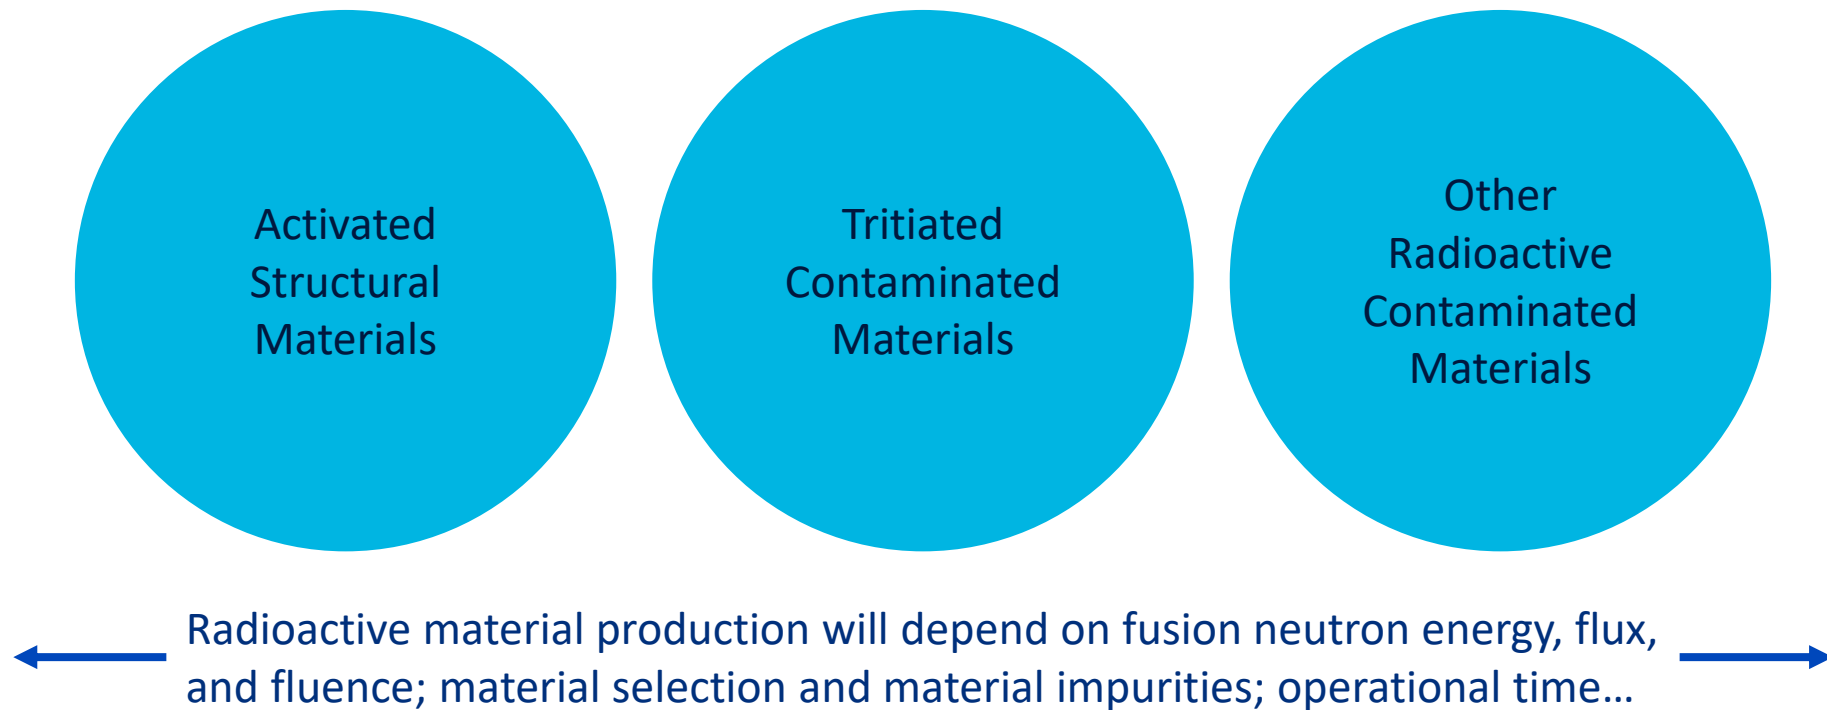 Activated
Structural
Materials
Tritiated
Contaminated
Materials
Other
Radioactive
Contaminated
Materials
Radioactive material production will depend on fusion neutron energy, flux,
and fluence; material selection and material impurities; operational time…